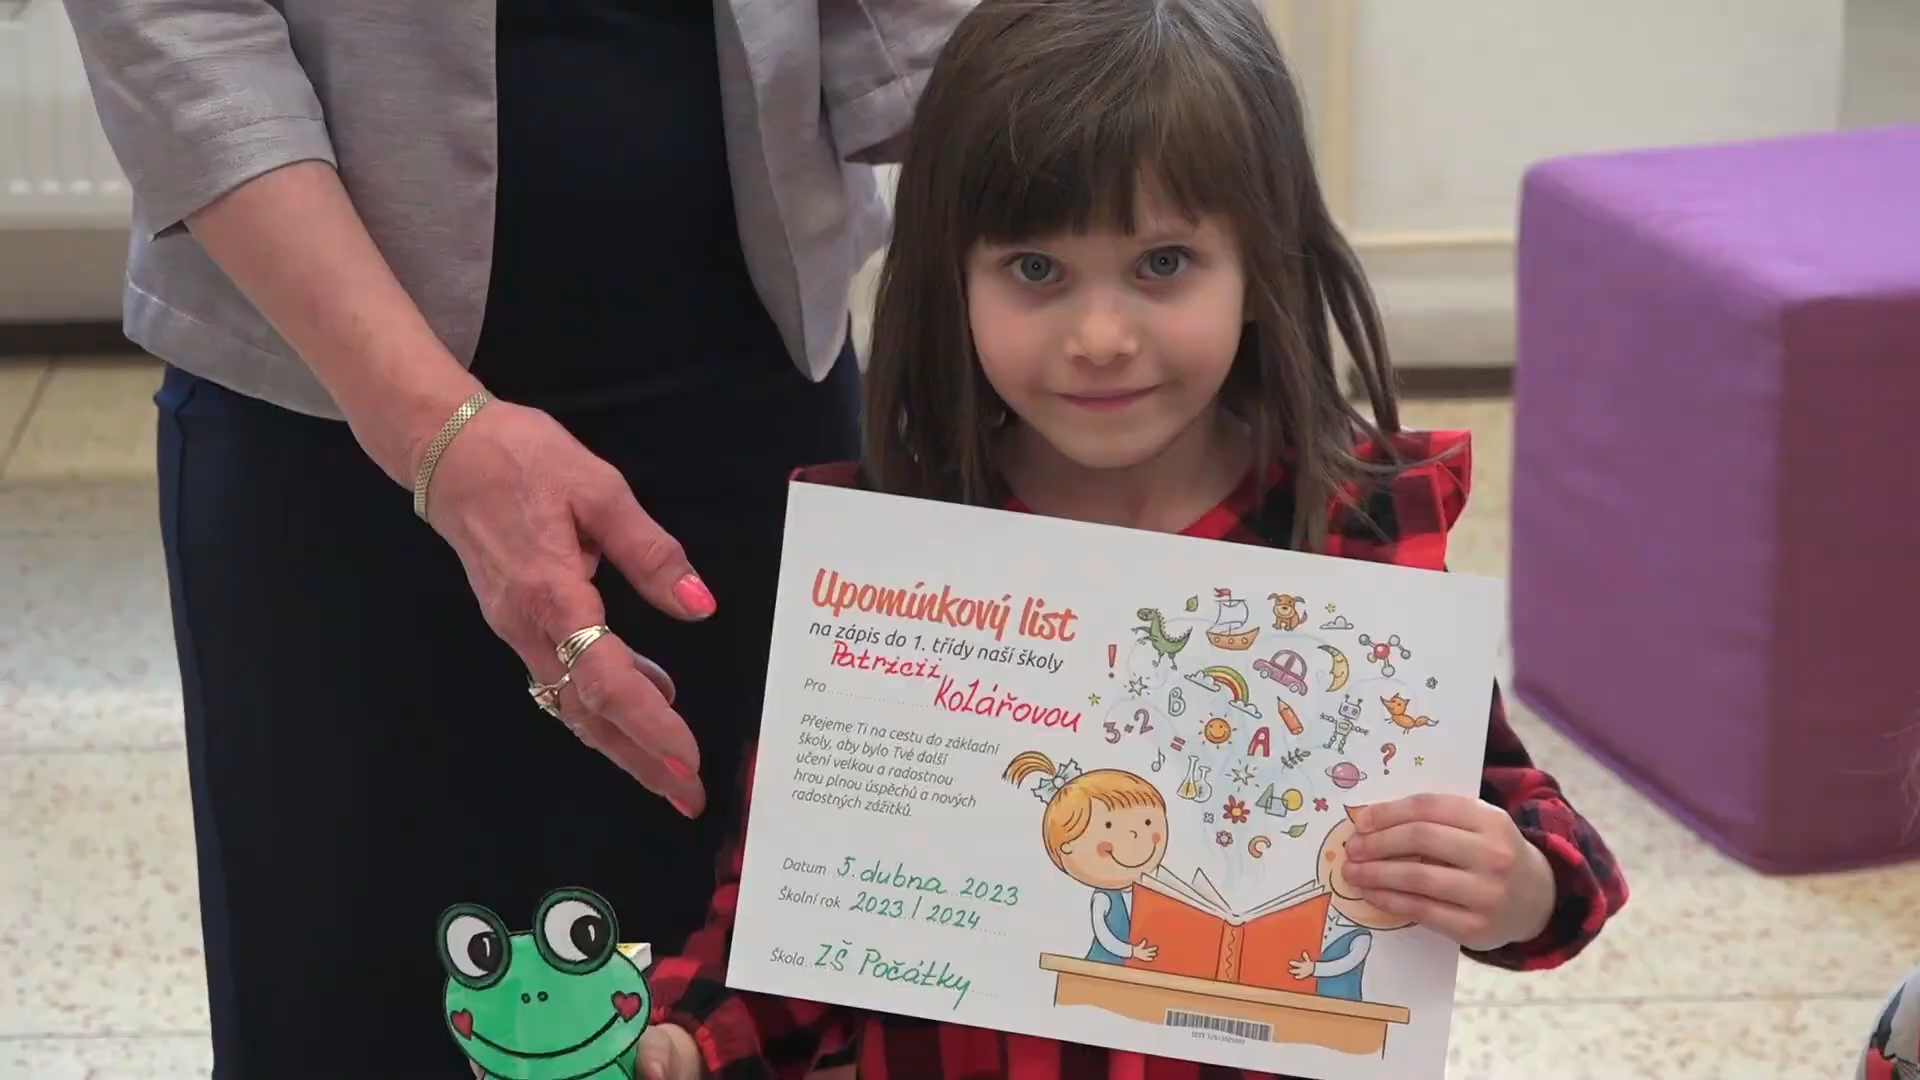 Upomínkový list
na zápis do 1. třídy naší školy
Patricii
Pro Kolářovou
Přejeme Ti na cestu do základní
školy, aby bylo Tvé další
učení velkou a radostnou
hrou plnou úspěchů a nových
radostných zážitků.
Datum 5. dubna 2023
Školní rok 2023/2024
Škola ZŠ Počátky
! B
3+2 = A ?